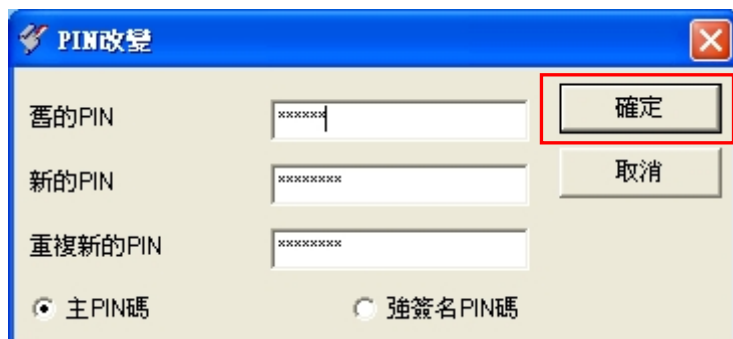 PIN改變
舊的PIN ****** 確定
新的PIN ******** 取消
重複新的PIN ********
主PIN碼 強簽名PIN碼